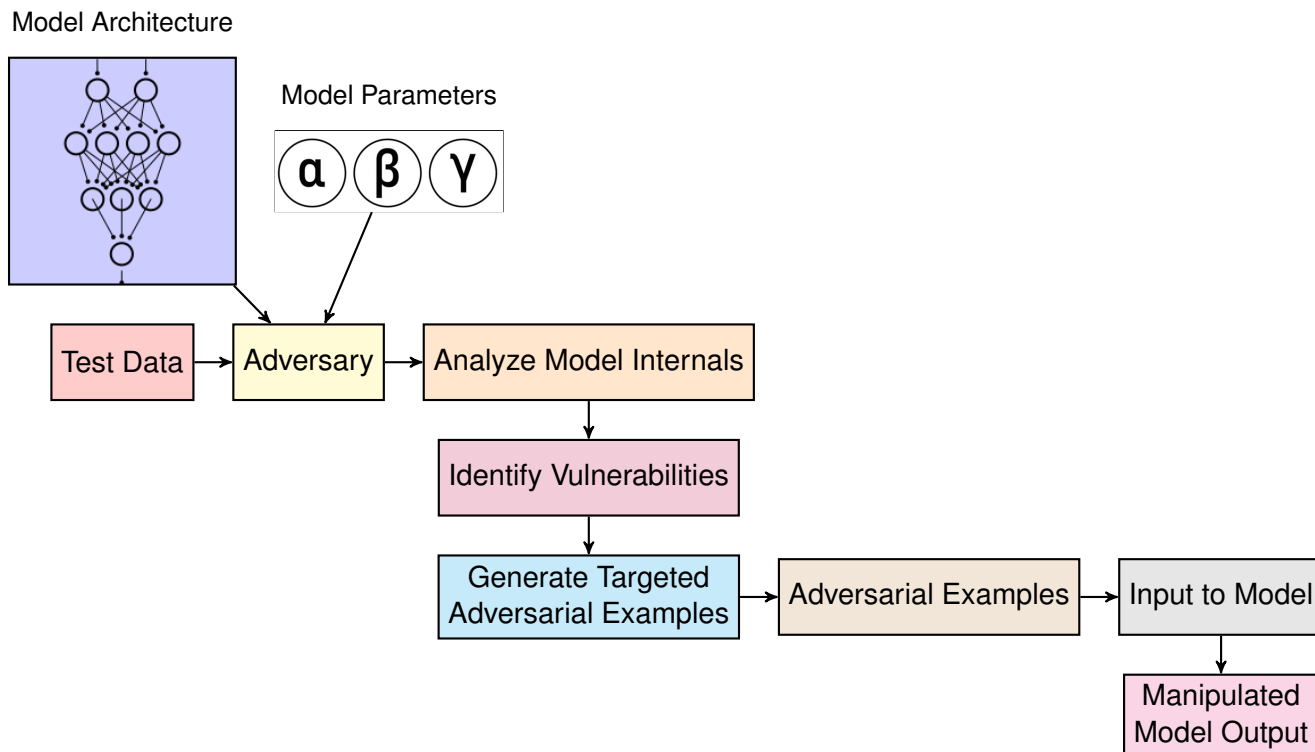 Model Architecture
Model Parameters
α β γ
Test Data
Adversary
Analyze Model Internals
Identify Vulnerabilities
Generate Targeted
Adversarial Examples
Adversarial Examples
Input to Model
Manipulated
Model Output